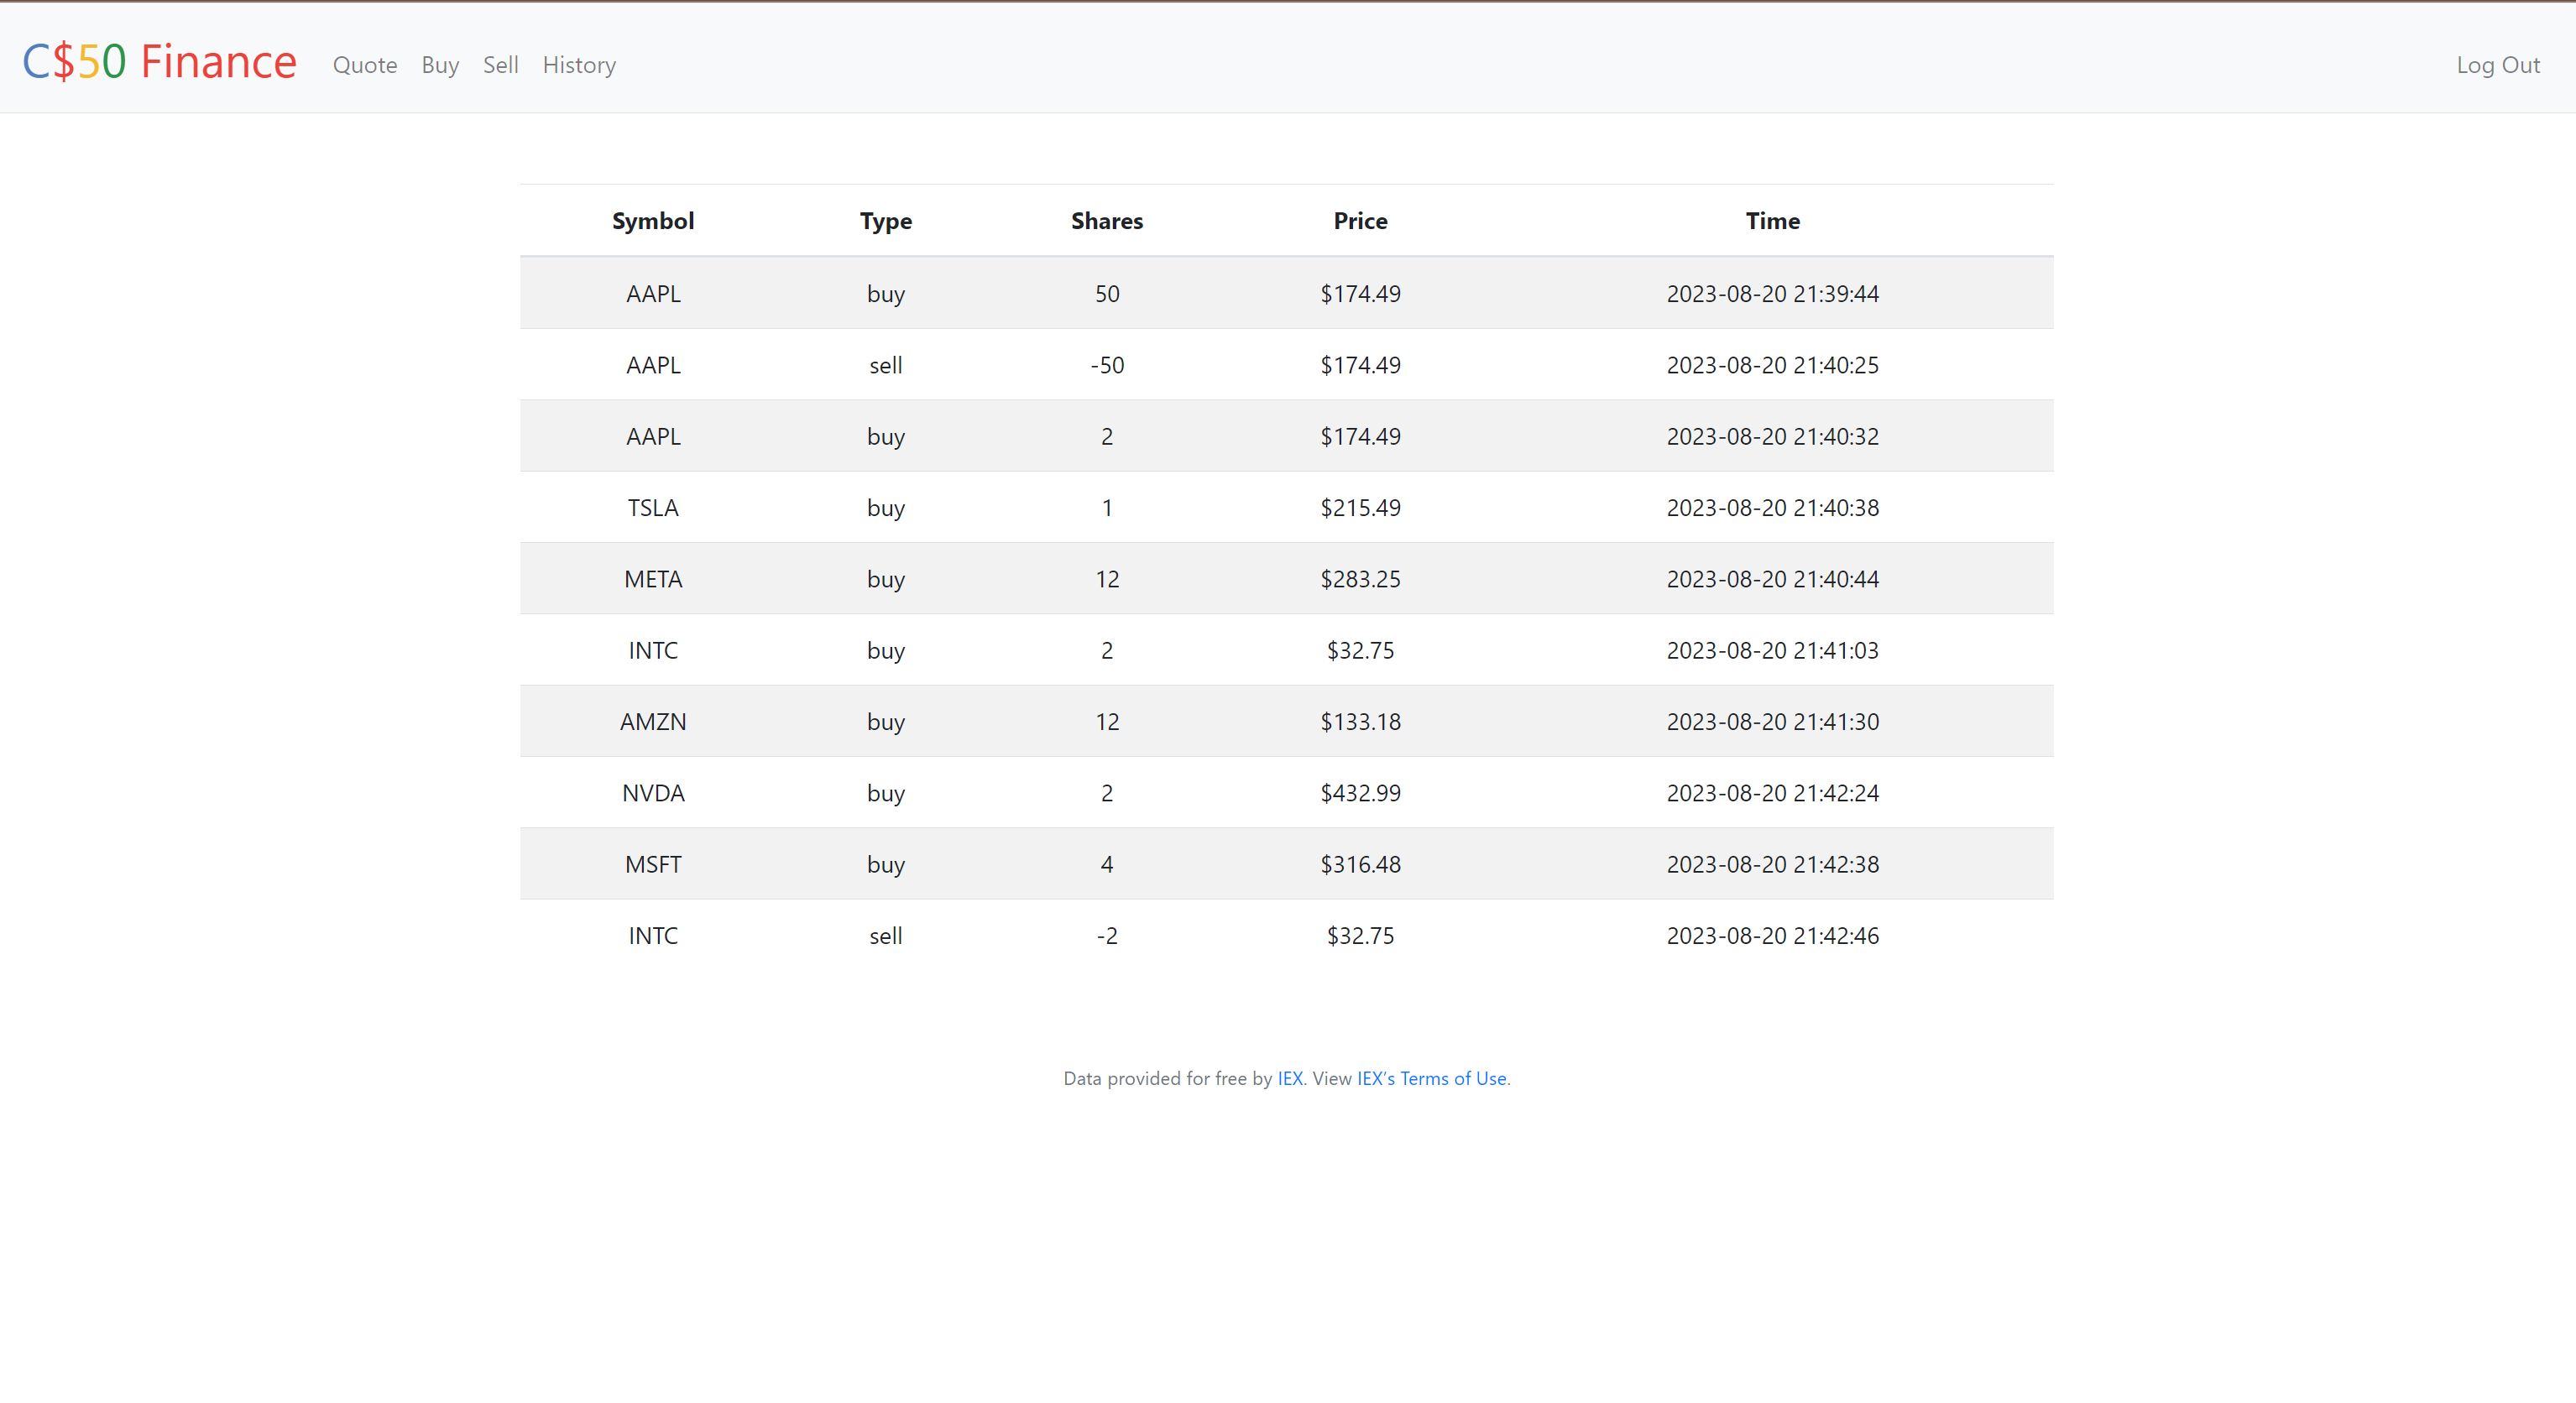 C$50 Finance Quote Buy Sell History Log Out
Symbol Type Shares Price Time
AAPL buy 50 $174.49 2023-08-20 21:39:44
AAPL sell -50 $174.49 2023-08-20 21:40:25
AAPL buy 2 $174.49 2023-08-20 21:40:32
TSLA buy 1 $215.49 2023-08-20 21:40:38
META buy 12 $283.25 2023-08-20 21:40:44
INTC buy 2 $32.75 2023-08-20 21:41:03
AMZN buy 12 $133.18 2023-08-20 21:41:30
NVDA buy 2 $432.99 2023-08-20 21:42:24
MSFT buy 4 $316.48 2023-08-20 21:42:38
INTC sell -2 $32.75 2023-08-20 21:42:46
Data provided for free by IEX. View IEX’s Terms of Use.